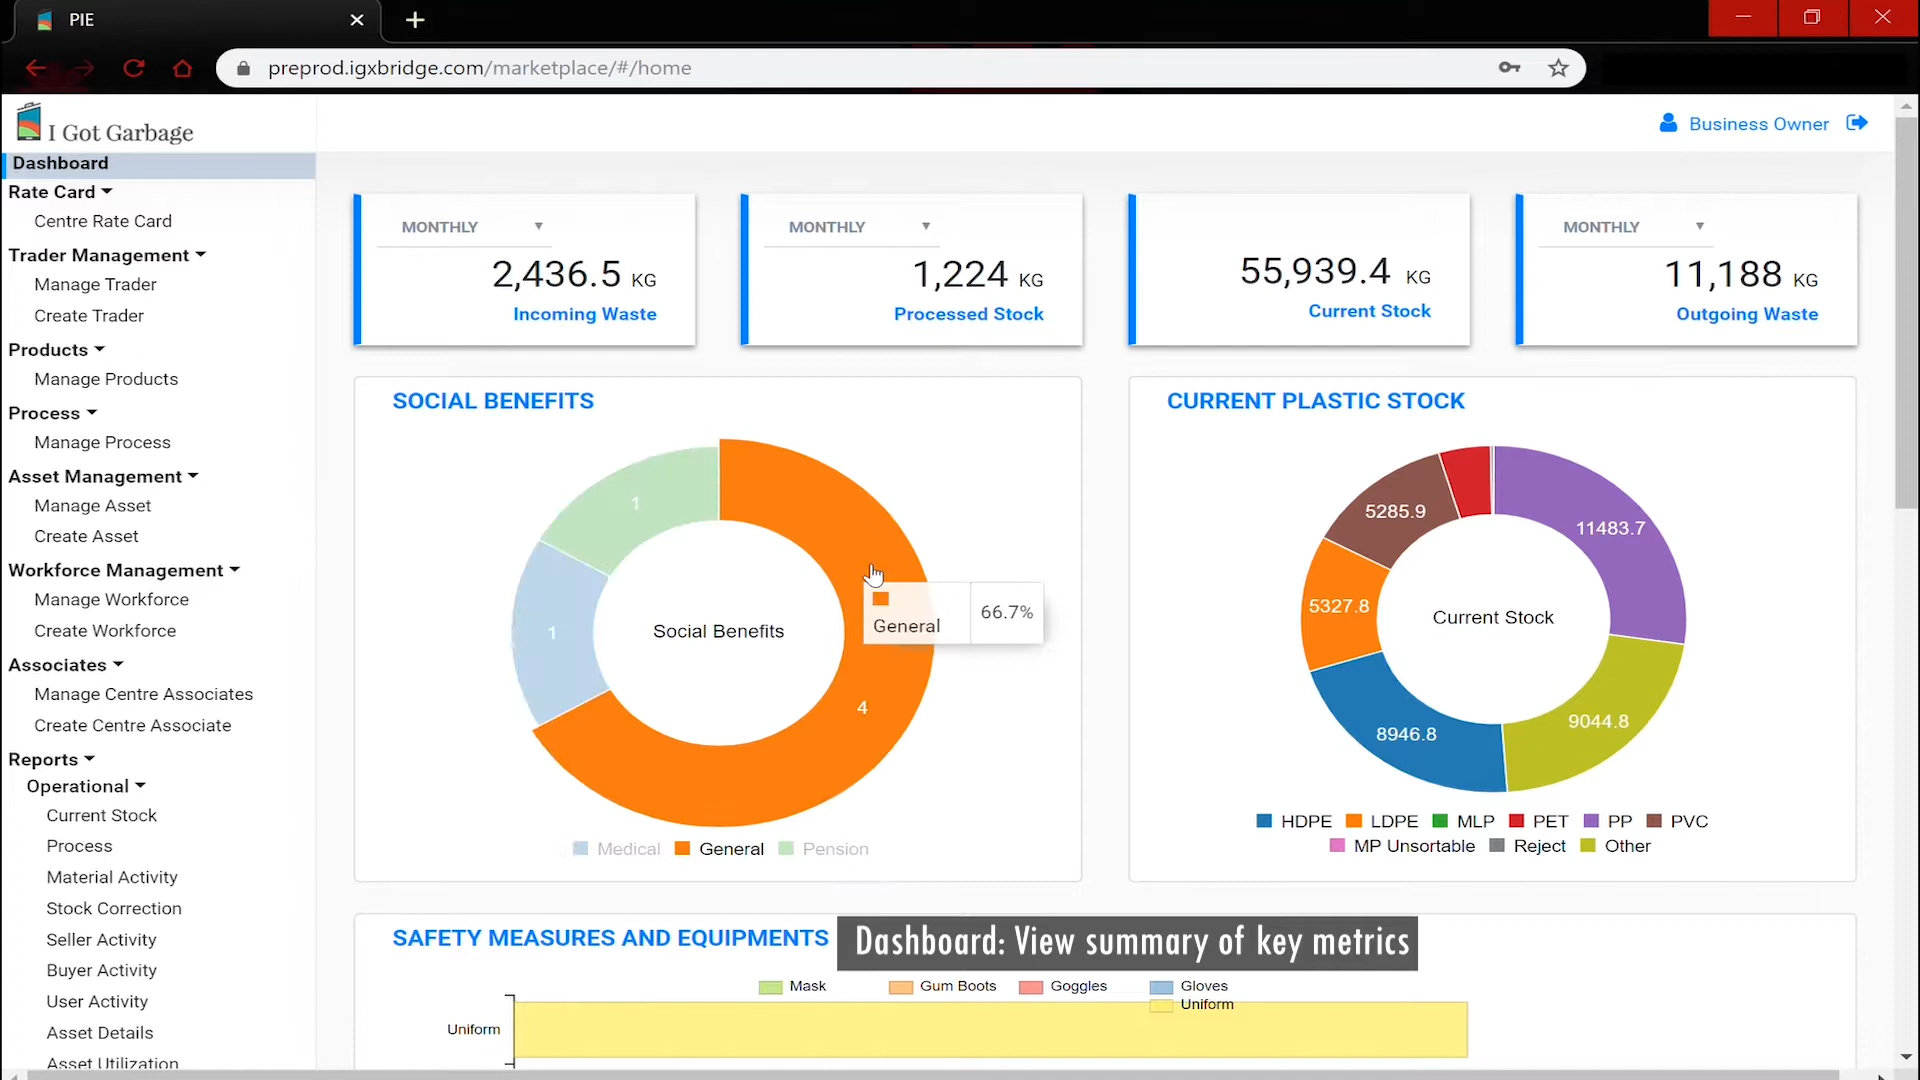 PIE
preprod.igxbridge.com/marketplace/#/home
I Got Garbage
Business Owner
Dashboard
Rate Card
Centre Rate Card
Trader Management
Manage Trader
Create Trader
Products
Manage Products
Process
Manage Process
Asset Management
Manage Asset
Create Asset
Workforce Management
Manage Workforce
Create Workforce
Associates
Manage Centre Associates
Create Centre Associate
Reports
Operational
Current Stock
Process
Material Activity
Stock Correction
Seller Activity
Buyer Activity
User Activity
Asset Details
Asset Utilization
MONTHLY
2,436.5 KG
Incoming Waste
MONTHLY
1,224 KG
Processed Stock
55,939.4 KG
Current Stock
MONTHLY
11,188 KG
Outgoing Waste
SOCIAL BENEFITS
1
1
Social Benefits
General
66.7%
4
Medical General Pension
CURRENT PLASTIC STOCK
5285.9
11483.7
5327.8
Current Stock
8946.8
9044.8
HDPE LDPE MLP PET PP PVC
MP Unsortable Reject Other
SAFETY MEASURES AND EQUIPMENTS
Dashboard: View summary of key metrics
Mask Gum Boots Goggles Gloves
Uniform
Uniform